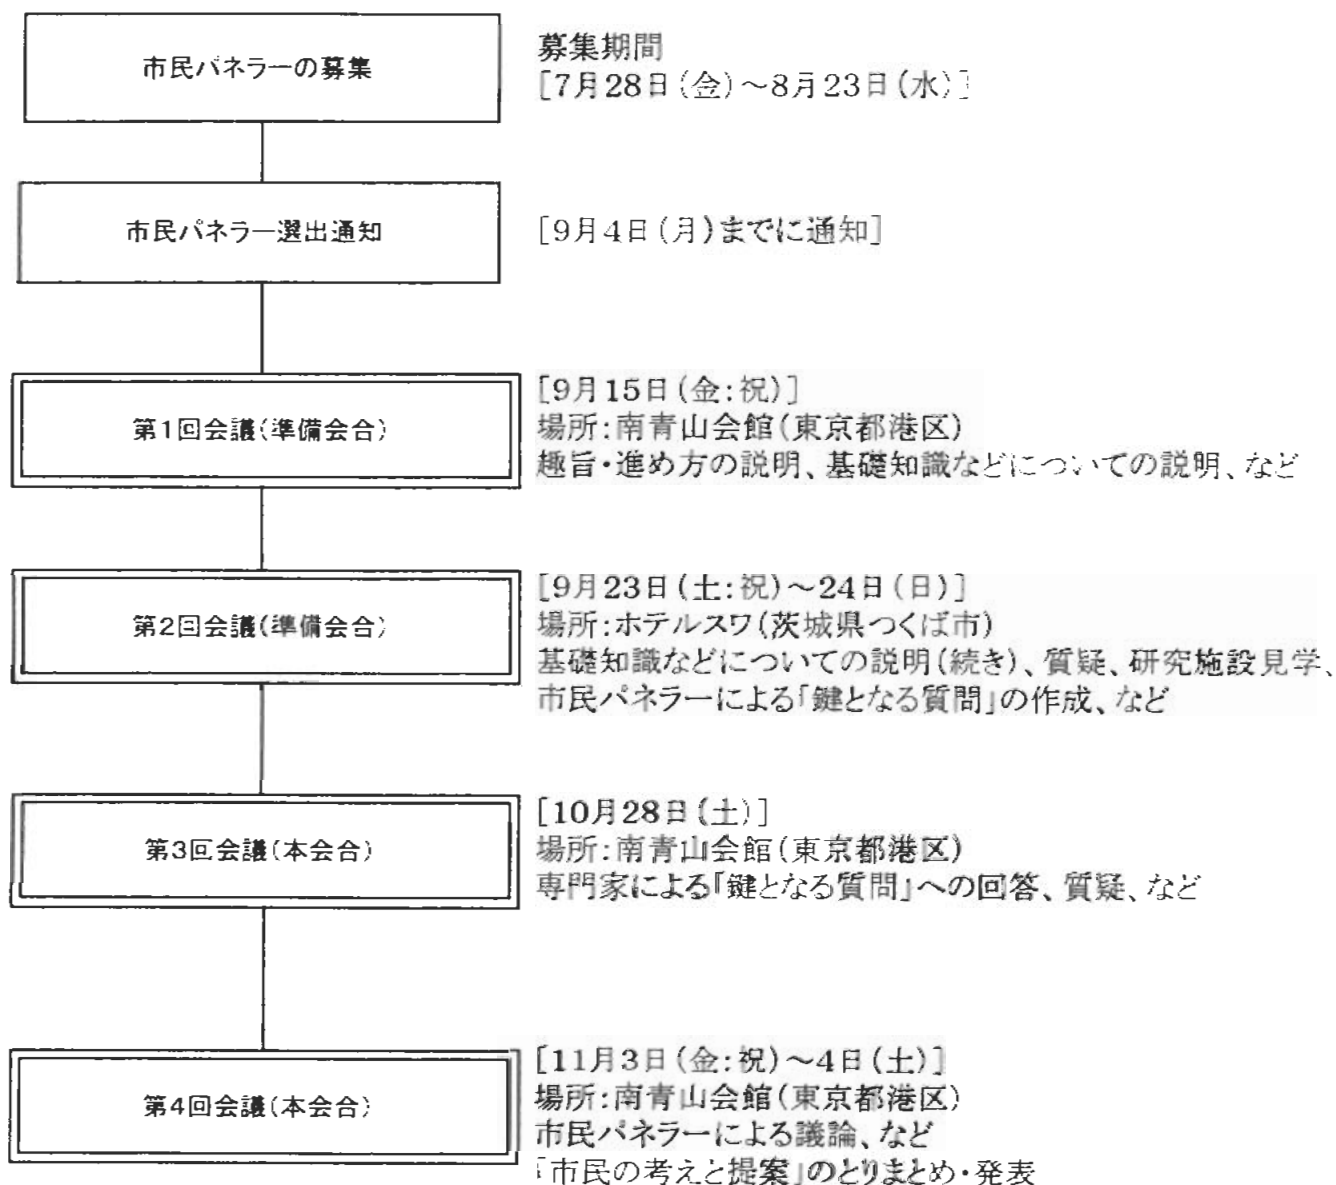 市民パネラーの募集
募集期間
[7月28日(金)～8月23日(水)]
市民パネラー選出通知
[9月4日(月)までに通知]
第1回会議(準備会合)
[9月15日(金:祝)]
場所:南青山会館(東京都港区)
趣旨・進め方の説明、基礎知識などについての説明、など
第2回会議(準備会合)
[9月23日(土:祝)～24日(日)]
場所:ホテルスワ(茨城県つくば市)
基礎知識などについての説明(続き)、質疑、研究施設見学、
市民パネラーによる「鍵となる質問」の作成、など
第3回会議(本会合)
[10月28日(土)]
場所:南青山会館(東京都港区)
専門家による「鍵となる質問」への回答、質疑、など
第4回会議(本会合)
[11月3日(金:祝)～4日(土)]
場所:南青山会館(東京都港区)
市民パネラーによる議論、など
「市民の考えと提案」のとりまとめ・発表